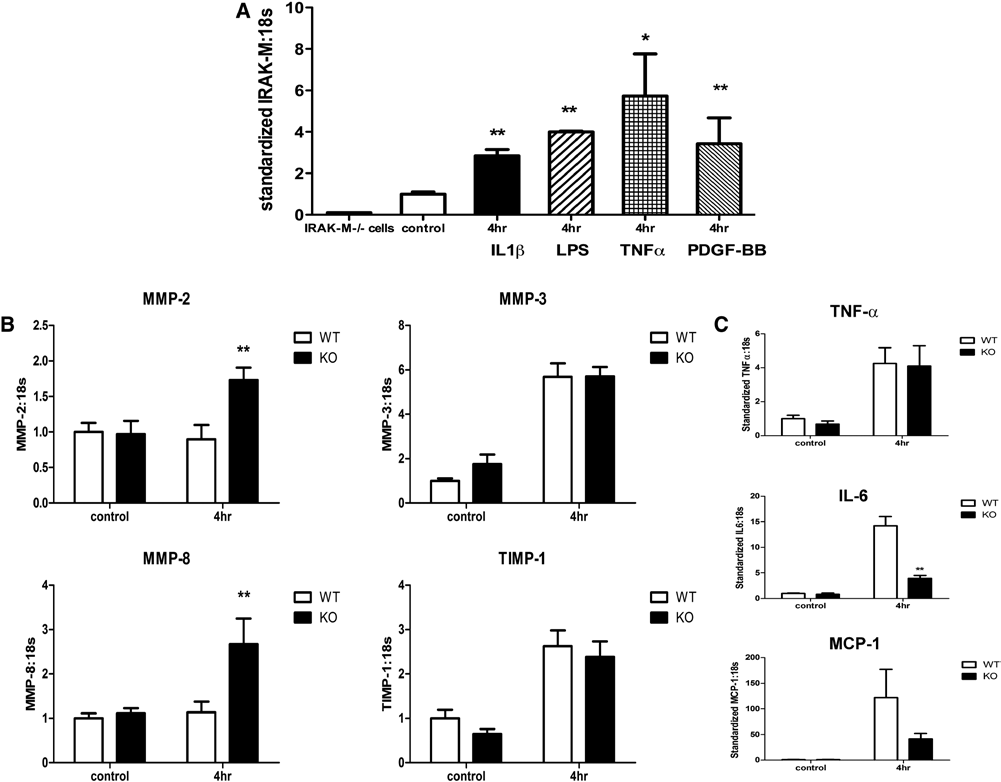 A
standardized IRAK-M:18s
10
8
6
4
2
0
**
**
*
**
IRAK-M-/- cells control 4hr 4hr 4hr 4hr
IL1β LPS TNFα PDGF-BB
B
MMP-2
MMP-2:18s
2.5
2.0
1.5
1.0
0.5
0.0
**
WT
KO
control 4hr
MMP-3
MMP-3:18s
8
6
4
2
0
WT
KO
control 4hr
MMP-8
MMP-8:18s
4
3
2
1
0
**
WT
KO
control 4hr
TIMP-1
TIMP-1:18s
4
3
2
1
0
WT
KO
control 4hr
C
TNF-α
Standardized TNFα:18s
6
4
2
0
WT
KO
control 4hr
IL-6
Standardized IL6:18s
20
15
10
5
0
**
WT
KO
control 4hr
MCP-1
Standardized MCP-1:18s
200
150
100
50
0
WT
KO
control 4hr